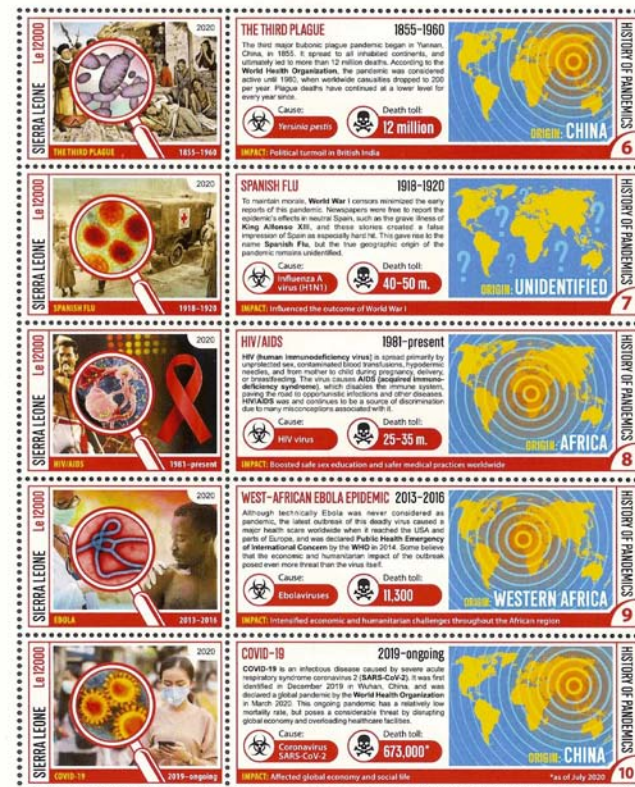 SIERRA LEONE Le 12000
2020
THE THIRD PLAGUE 1855–1960
THE THIRD PLAGUE 1855–1960
The third major bubonic plague pandemic began in Yunnan,
China, in 1855. It spread to all inhabited continents, and
ultimately led to more than 12 million deaths. According to the
World Health Organization, the pandemic was considered
active until 1960, when worldwide casualties dropped to 200
per year. Plague deaths have continued at a lower level for
every year since.
Cause:
Yersinia pestis
Death toll:
12 million
IMPACT: Political turmoil in British India
ORIGIN: CHINA
HISTORY OF PANDEMICS
6
SIERRA LEONE Le 12000
2020
SPANISH FLU 1918–1920
SPANISH FLU 1918–1920
To maintain morale, World War I censors minimized the early
reports of this pandemic. Newspapers were free to report the
epidemic's effects in neutral Spain, such as the grave illness of
King Alfonso XIII, and these stories created a false
impression of Spain as especially hard hit. This gave rise to the
name Spanish Flu, but the true geographic origin of the
pandemic remains unidentified.
Cause:
Influenza A
virus (H1N1)
Death toll:
40-50 m.
IMPACT: Influenced the outcome of World War I
ORIGIN: UNIDENTIFIED
HISTORY OF PANDEMICS
7
SIERRA LEONE Le 12000
2020
HIV/AIDS 1981–present
HIV/AIDS 1981–present
HIV (human immunodeficiency virus) is spread primarily by
unprotected sex, contaminated blood transfusions, hypodermic
needles, and from mother to child during pregnancy, delivery,
or breastfeeding. The virus causes AIDS (acquired immuno-
deficiency syndrome), which disables the immune system,
paving the road to opportunistic infections and other diseases.
HIV/AIDS was and continues to be a source of discrimination
due to many misconceptions associated with it.
Cause:
HIV virus
Death toll:
25-35 m.
IMPACT: Boosted safe sex education and safer medical practices worldwide
ORIGIN: AFRICA
HISTORY OF PANDEMICS
8
SIERRA LEONE Le 12000
2020
EBOLA 2013–2016
WEST-AFRICAN EBOLA EPIDEMIC 2013-2016
Although technically Ebola was never considered as
pandemic, the latest outbreak of this deadly virus caused a
major health scare worldwide when it reached the USA and
parts of Europe, and was declared Public Health Emergency
of International Concern by the WHO in 2014. Some believe
that the economic and humanitarian impact of the outbreak
posed even more threat than the virus itself.
Cause:
Ebolaviruses
Death toll:
11,300
IMPACT: Intensified economic and humanitarian challenges throughout the African region
ORIGIN: WESTERN AFRICA
HISTORY OF PANDEMICS
9
SIERRA LEONE Le 12000
2020
COVID-19 2019–ongoing
COVID-19 2019-ongoing
COVID-19 is an infectious disease caused by severe acute
respiratory syndrome coronavirus 2 (SARS-CoV-2). It was first
identified in December 2019 in Wuhan, China, and was
declared a global pandemic by the World Health Organization
in March 2020. This ongoing pandemic has a relatively low
mortality rate, but poses a considerable threat by disrupting
global economy and overloading healthcare facilities.
Cause:
Coronavirus
SARS-CoV-2
Death toll:
673,000*
IMPACT: Affected global economy and social life
*as of July 2020
ORIGIN: CHINA
HISTORY OF PANDEMICS
10